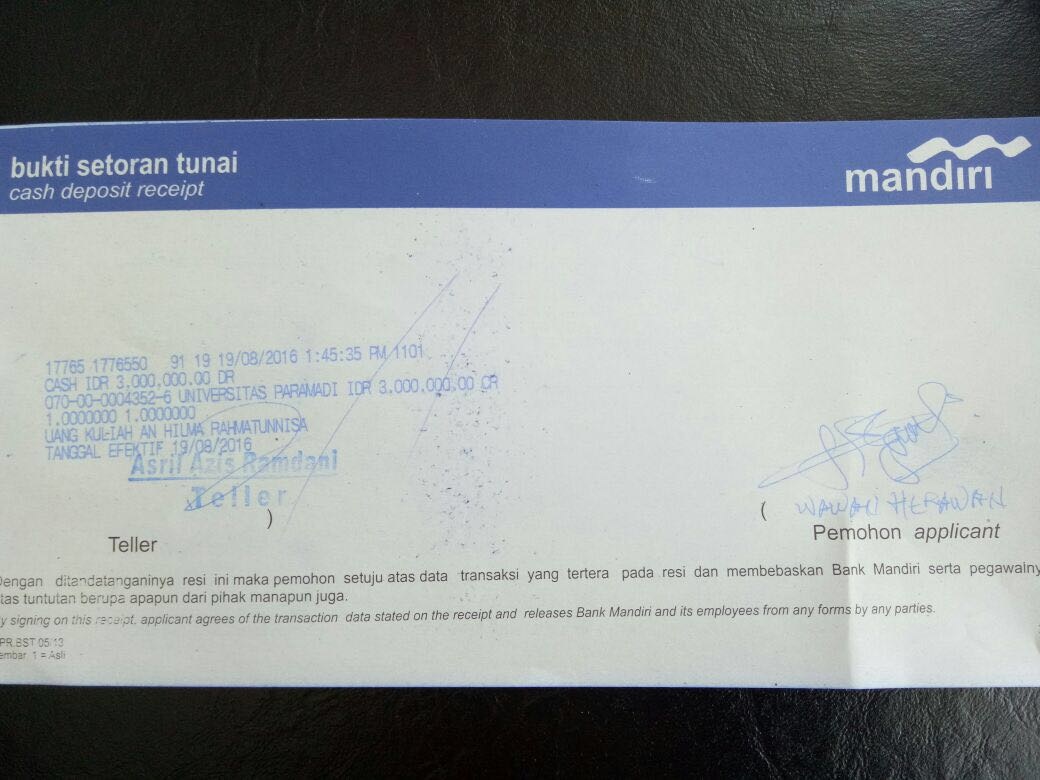 bukti setoran tunai
cash deposit receipt
mandiri
17765 1776550 91 19 19/08/2016 1:45:35 PM 1101
CASH IDR 3,000,000.00 DR
070-00-0004352-6 UNIVERSITAS PARAMADI IDR 3,000,000.00 CR
1.0000000 1.0000000
UANG KULIAH AN HILMA RAHMATUNNISA
TANGGAL EFEKTIF 19/08/2016
Asril Azis Ramdani
Teller
)
( WAWAN HERAWAN
Teller
Pemohon applicant
Dengan ditandatanganinya resi ini maka pemohon setuju atas data transaksi yang tertera pada resi dan membebaskan Bank Mandiri serta pegawainy
atas tuntutan berupa apapun dari pihak manapun juga.
y signing on this receipt, applicant agrees of the transaction data stated on the receipt and releases Bank Mandiri and its employees from any forms by any parties.
PR.BST 05/13
embar 1 = Asli